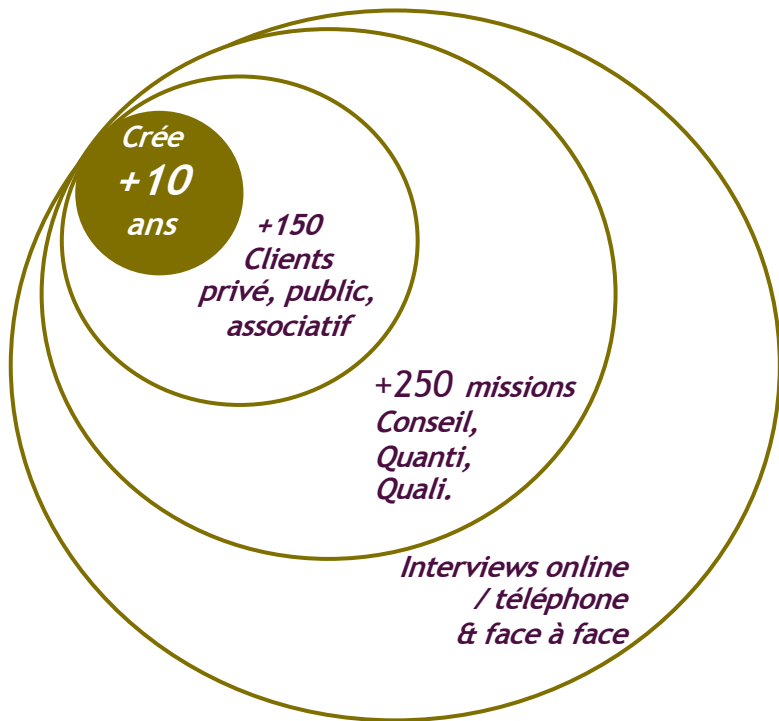 Crée
+10
ans
+150
Clients
privé, public,
associatif
+250 missions
Conseil,
Quanti,
Quali.
Interviews online
/ téléphone
& face à face